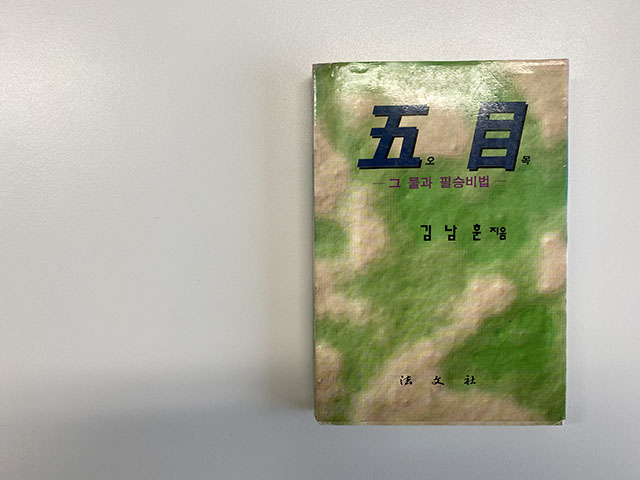 五오 目목
— 그 룰과 필승비법 —
김남훈 지음
法文社